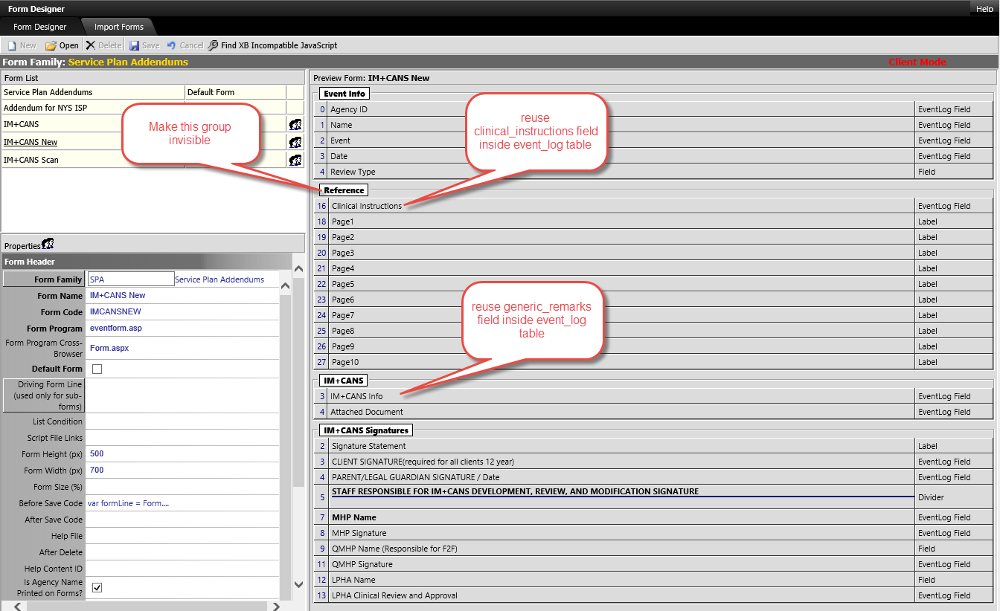 Form Designer
Help
Form Designer
Import Forms
New Open Delete Save Cancel Find XB Incompatible JavaScript
Form Family: Service Plan Addendums
Client Mode
Form List
Service Plan Addendums Default Form
Addendum for NYS ISP
IM+CANS
IM+CANS New
IM+CANS Scan
Make this group
invisible
Properties
Form Header
Form Family SPA Service Plan Addendums
Form Name IM+CANS New
Form Code IMCANSNEW
Form Program eventform.asp
Form Program Cross-
Browser Form.aspx
Default Form
Driving Form Line
(used only for sub-
forms)
List Condition
Script File Links
Form Height (px) 500
Form Width (px) 700
Form Size (%)
Before Save Code var formLine = Form....
After Save Code
Help File
After Delete
Help Content ID
Is Agency Name
Printed on Forms?
Preview Form: IM+CANS New
Event Info
0 Agency ID EventLog Field
1 Name EventLog Field
2 Event EventLog Field
3 Date EventLog Field
4 Review Type Field
reuse
clinical_instructions field
inside event_log table
Reference
16 Clinical Instructions EventLog Field
18 Page1 Label
19 Page2 Label
20 Page3 Label
21 Page4 Label
22 Page5 Label
23 Page6 Label
24 Page7 Label
25 Page8 Label
26 Page9 Label
27 Page10 Label
reuse generic_remarks
field inside event_log
table
IM+CANS
3 IM+CANS Info EventLog Field
4 Attached Document EventLog Field
IM+CANS Signatures
2 Signature Statement Label
3 CLIENT SIGNATURE(required for all clients 12 year) EventLog Field
4 PARENT/LEGAL GUARDIAN SIGNATURE / Date EventLog Field
5 STAFF RESPONSIBLE FOR IM+CANS DEVELOPMENT, REVIEW, AND MODIFICATION SIGNATURE Divider
7 MHP Name EventLog Field
8 MHP Signature EventLog Field
9 QMHP Name (Responsible for F2F) Field
11 QMHP Signature EventLog Field
12 LPHA Name Field
13 LPHA Clinical Review and Approval EventLog Field